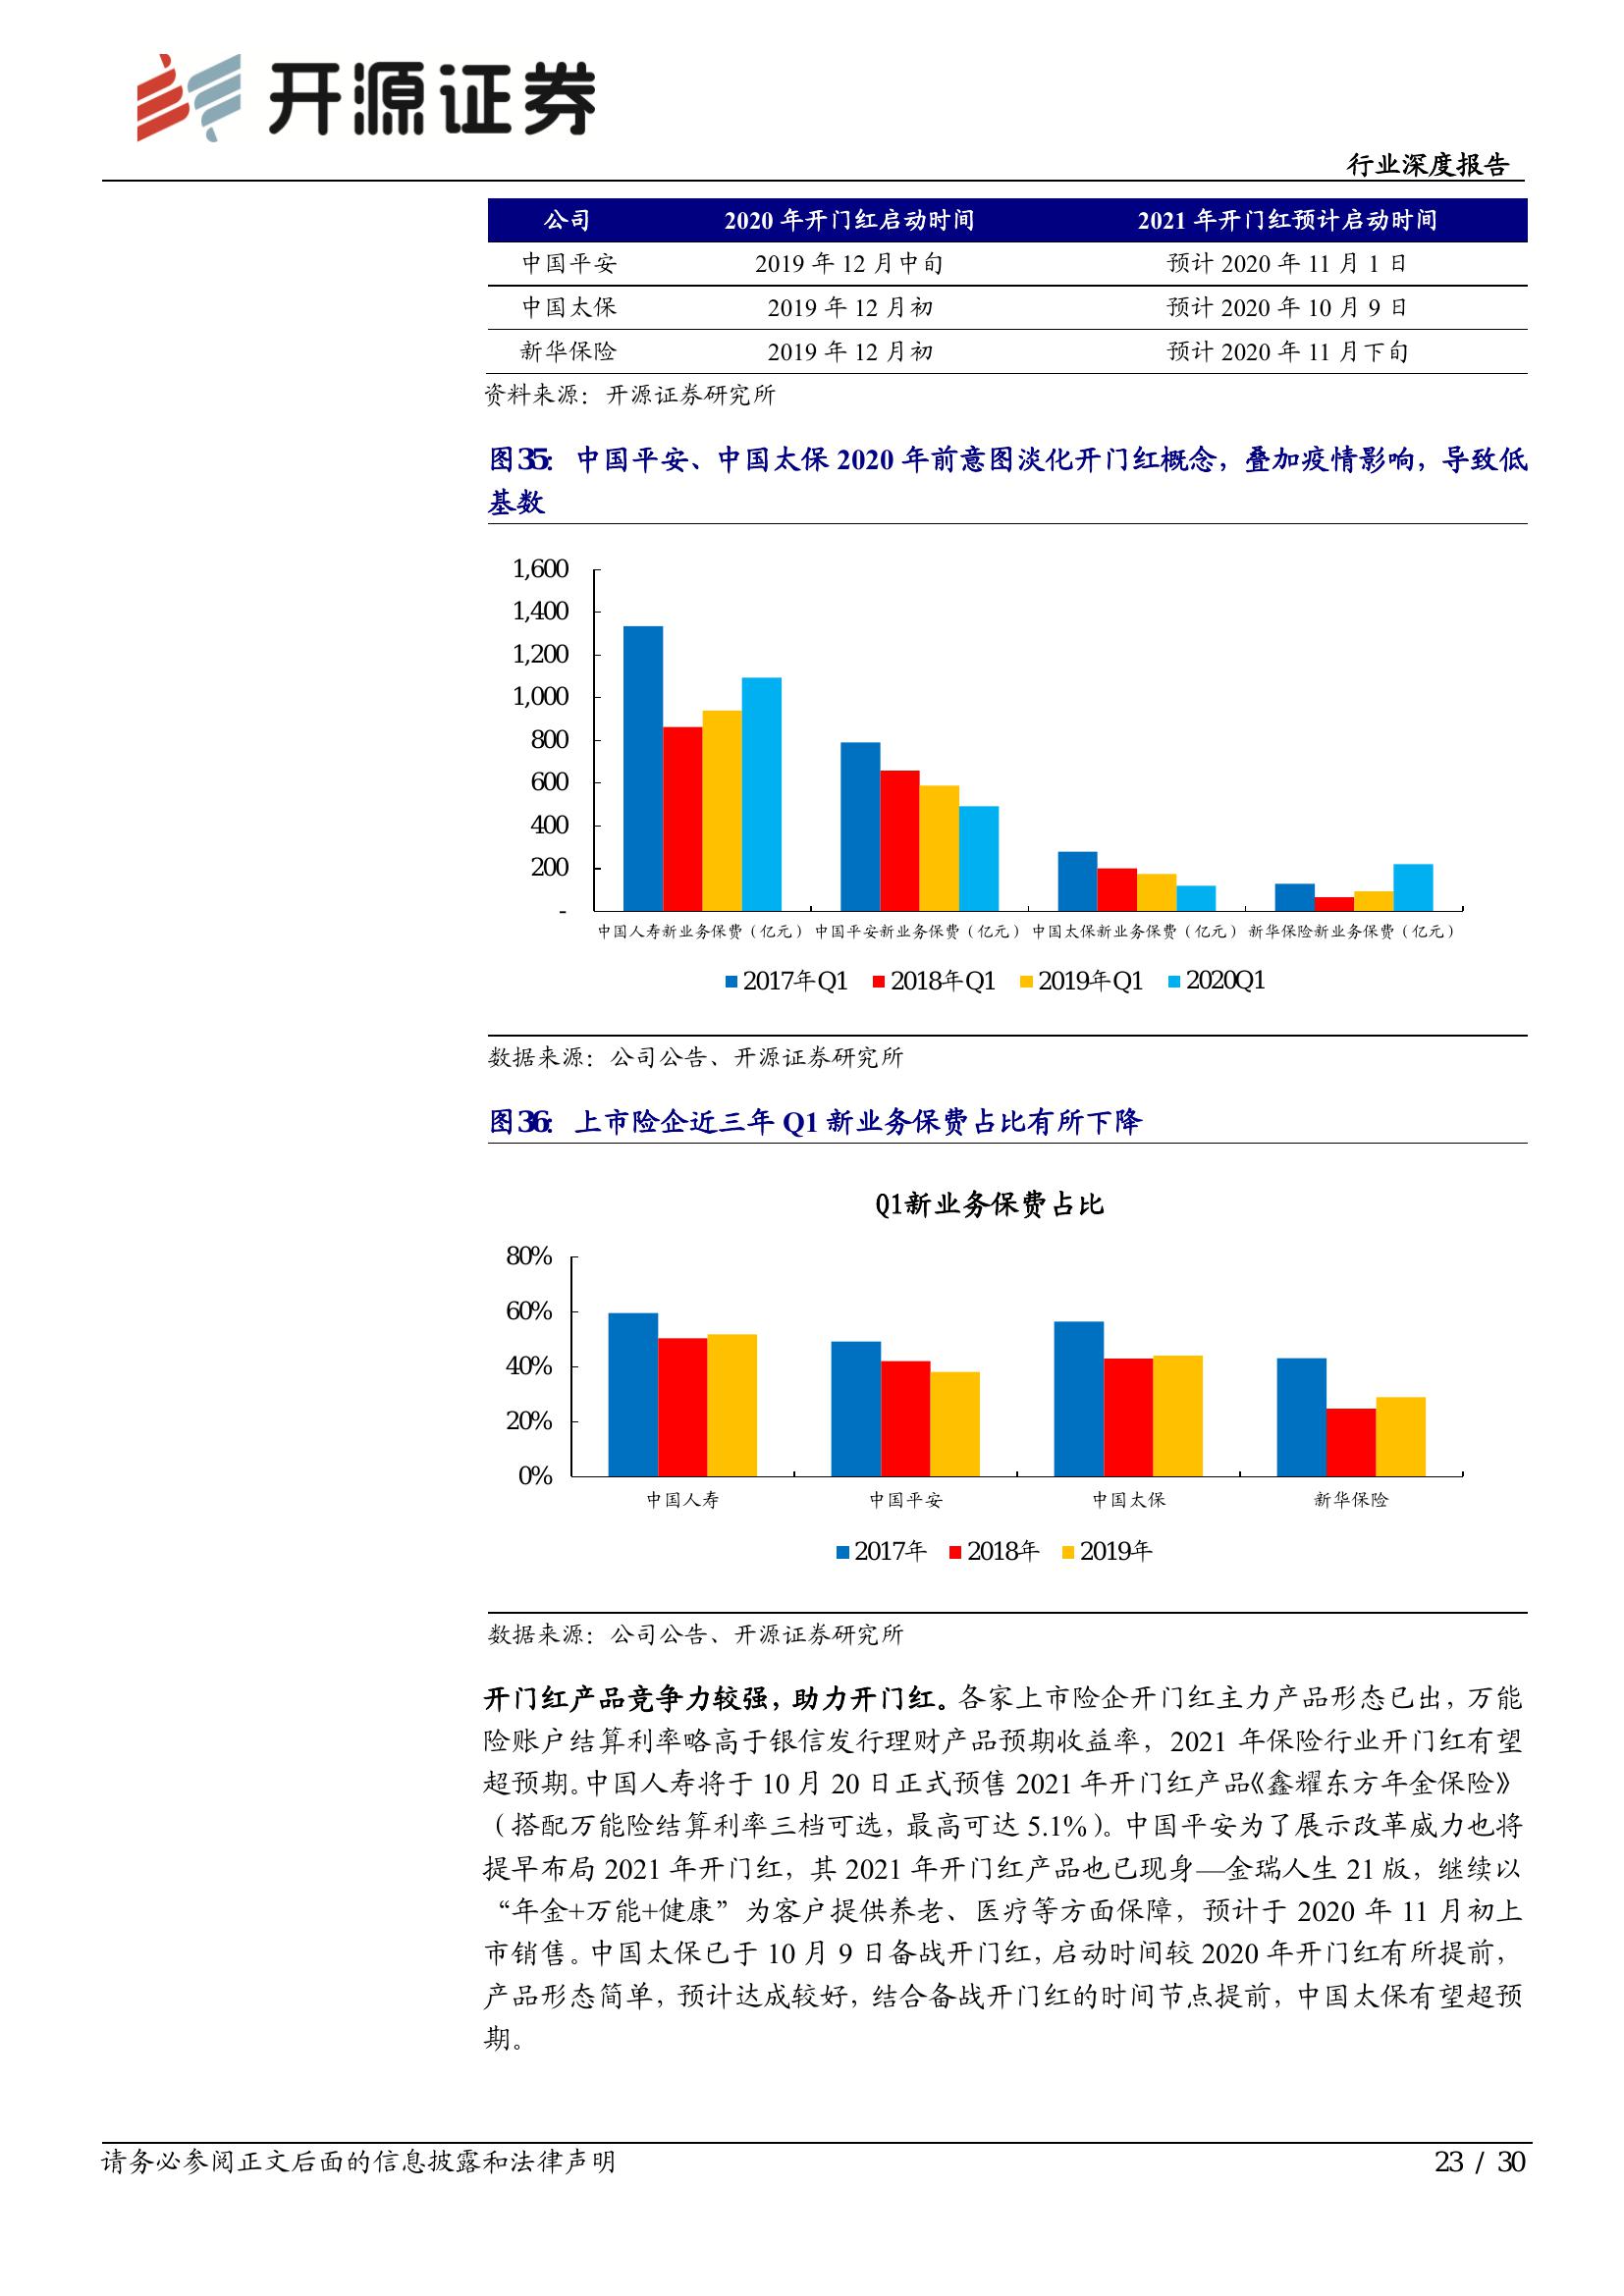 开源证券
行业深度报告
公司 2020 年开门红启动时间 2021 年开门红预计启动时间
中国平安 2019 年 12 月中旬 预计 2020 年 11 月 1 日
中国太保 2019 年 12 月初 预计 2020 年 10 月 9 日
新华保险 2019 年 12 月初 预计 2020 年 11 月下旬
资料来源：开源证券研究所
图35： 中国平安、中国太保 2020 年前意图淡化开门红概念，叠加疫情影响，导致低
基数
1,600
1,400
1,200
1,000
800
600
400
200
-
中国人寿新业务保费（亿元） 中国平安新业务保费（亿元） 中国太保新业务保费（亿元） 新华保险新业务保费（亿元）
2017年Q1 2018年Q1 2019年Q1 2020Q1
数据来源：公司公告、开源证券研究所
图36： 上市险企近三年 Q1 新业务保费占比有所下降
Q1新业务保费占比
80%
60%
40%
20%
0%
中国人寿 中国平安 中国太保 新华保险
2017年 2018年 2019年
数据来源：公司公告、开源证券研究所
开门红产品竞争力较强，助力开门红。各家上市险企开门红主力产品形态已出，万能
险账户结算利率略高于银信发行理财产品预期收益率，2021 年保险行业开门红有望
超预期。中国人寿将于 10 月 20 日正式预售 2021 年开门红产品《鑫耀东方年金保险》
（搭配万能险结算利率三档可选，最高可达 5.1%）。中国平安为了展示改革威力也将
提早布局 2021 年开门红，其 2021 年开门红产品也已现身—金瑞人生 21 版，继续以
“年金+万能+健康”为客户提供养老、医疗等方面保障，预计于 2020 年 11 月初上
市销售。中国太保已于 10 月 9 日备战开门红，启动时间较 2020 年开门红有所提前，
产品形态简单，预计达成较好，结合备战开门红的时间节点提前，中国太保有望超预
期。
请务必参阅正文后面的信息披露和法律声明 23 / 30